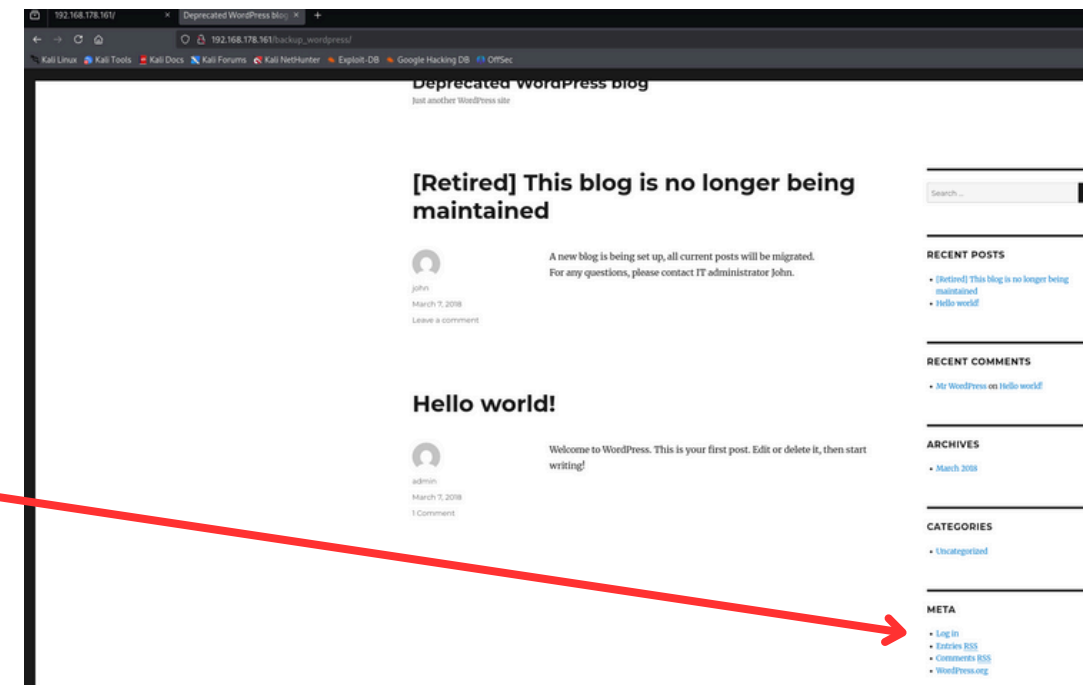 192.168.178.161/
Deprecated WordPress blog
192.168.178.161/backup_wordpress/
Kali Linux Kali Tools Kali Docs Kali Forums Kali NetHunter Exploit-DB Google Hacking DB OffSec
Deprecated WordPress blog
Just another WordPress site
[Retired] This blog is no longer being
maintained
A new blog is being set up, all current posts will be migrated.
For any questions, please contact IT administrator John.
john
March 7, 2018
Leave a comment
Hello world!
Welcome to WordPress. This is your first post. Edit or delete it, then start
writing!
admin
March 7, 2018
1 Comment
Search …
RECENT POSTS
[Retired] This blog is no longer being
maintained
Hello world!
RECENT COMMENTS
Mr WordPress on Hello world!
ARCHIVES
March 2018
CATEGORIES
Uncategorized
META
Log in
Entries RSS
Comments RSS
WordPress.org